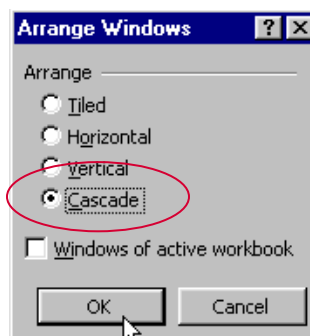 Arrange Windows
Arrange
Tiled
Horizontal
Vertical
Cascade
Windows of active workbook
OK Cancel